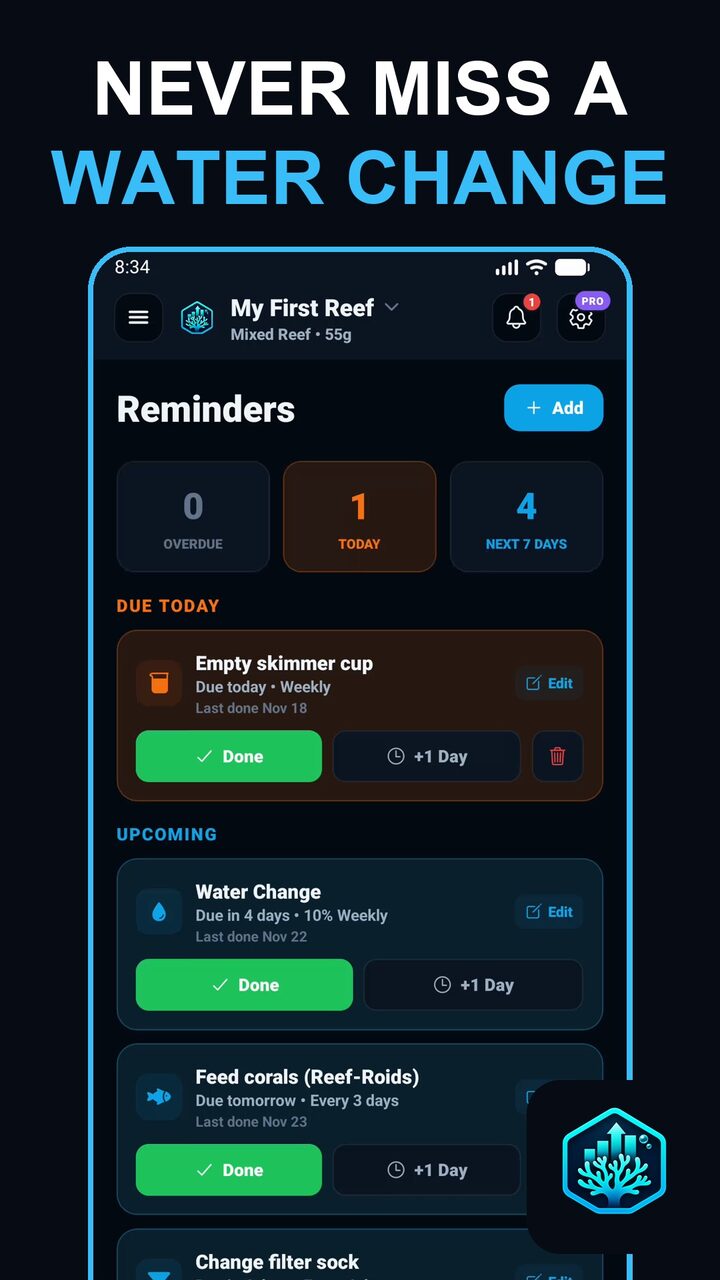 NEVER MISS A
WATER CHANGE
8:34
My First Reef
Mixed Reef • 55g
1
PRO
Reminders
+ Add
0
OVERDUE
1
TODAY
4
NEXT 7 DAYS
DUE TODAY
Empty skimmer cup
Due today • Weekly
Last done Nov 18
Edit
Done
+1 Day
UPCOMING
Water Change
Due in 4 days • 10% Weekly
Last done Nov 22
Edit
Done
+1 Day
Feed corals (Reef-Roids)
Due tomorrow • Every 3 days
Last done Nov 23
Done
+1 Day
Change filter sock